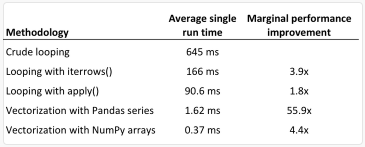 Average single Marginal performance
Methodology run time improvement
Crude looping 645 ms
Looping with iterrows() 166 ms 3.9x
Looping with apply() 90.6 ms 1.8x
Vectorization with Pandas series 1.62 ms 55.9x
Vectorization with NumPy arrays 0.37 ms 4.4x